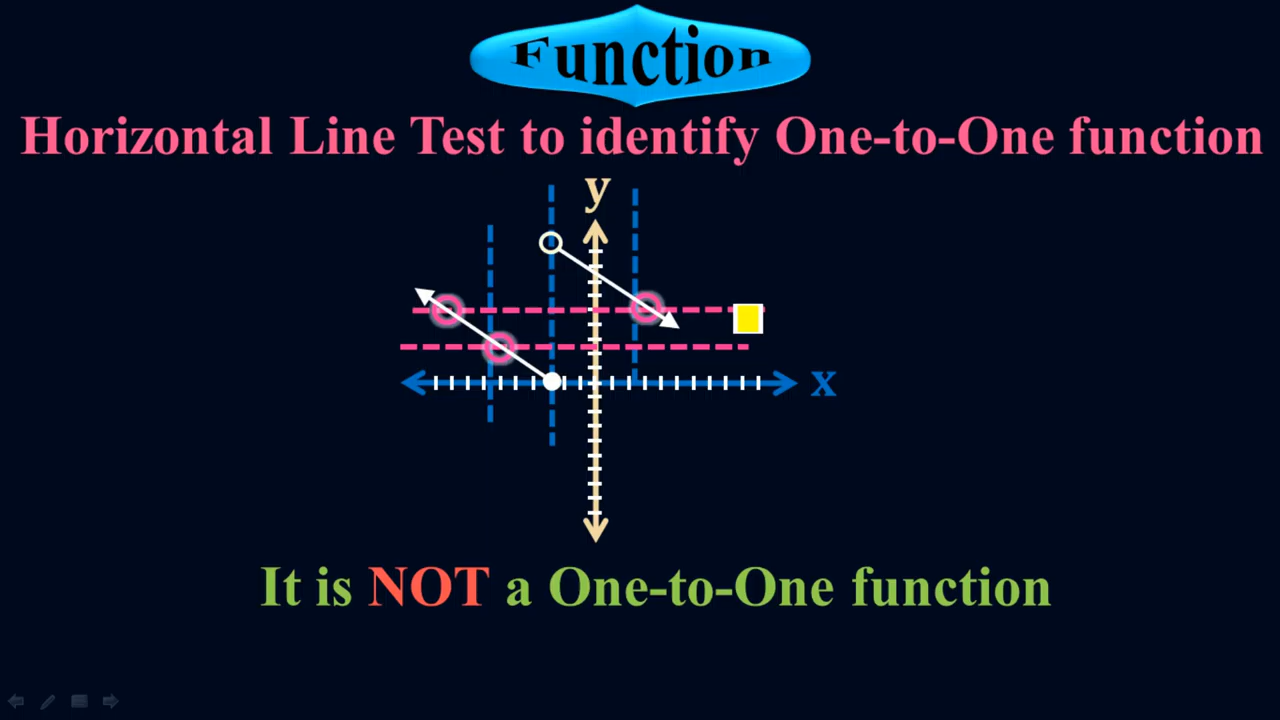 Function
Horizontal Line Test to identify One-to-One function
y
x
It is NOT a One-to-One function